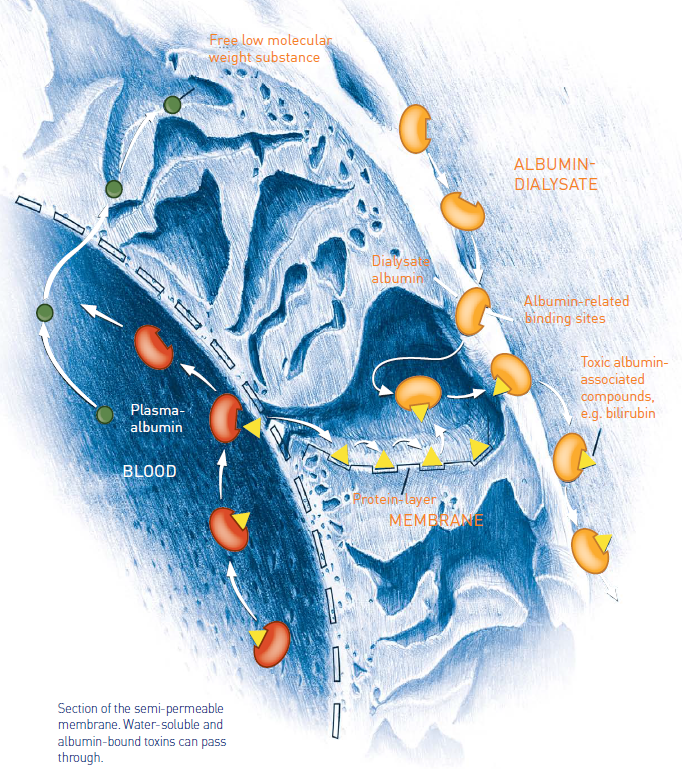 Free low molecular
weight substance
ALBUMIN-
DIALYSATE
Dialysate
albumin
Albumin-related
binding sites
Toxic albumin-
associated
compounds,
e.g. bilirubin
Plasma-
albumin
BLOOD
Protein-layer
MEMBRANE
Section of the semi-permeable
membrane. Water-soluble and
albumin-bound toxins can pass
through.